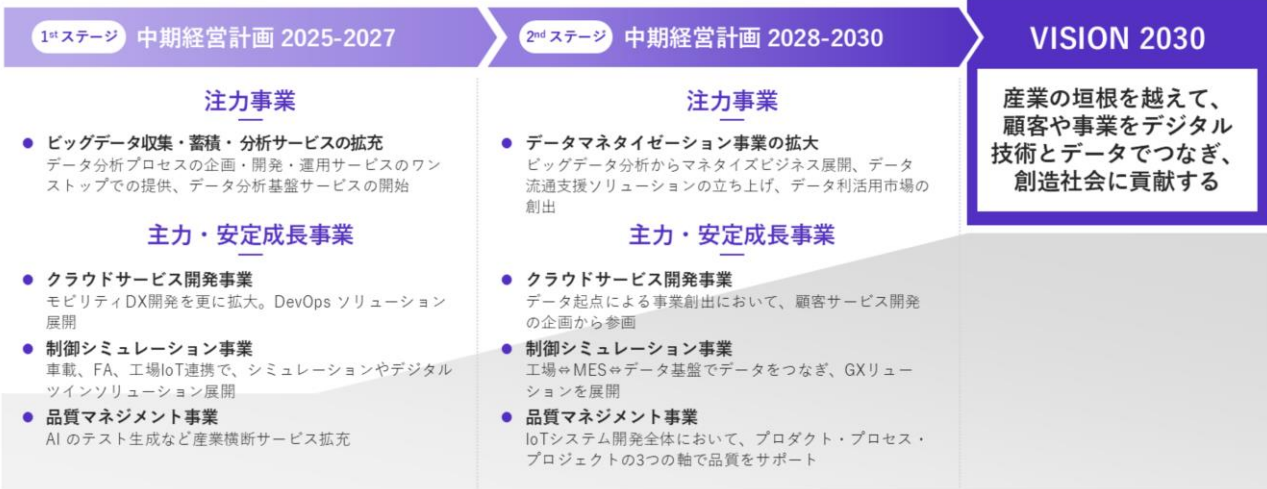 1st ステージ 中期経営計画 2025-2027
注力事業
● ビッグデータ収集・蓄積・ 分析サービスの拡充
データ分析プロセスの企画・開発・運用サービスのワン
ストップでの提供、データ分析基盤サービスの開始
主力・安定成長事業
● クラウドサービス開発事業
モビリティDX開発を更に拡大。DevOps ソリューション
展開
● 制御シミュレーション事業
車載、FA、工場IoT連携で、シミュレーションやデジタル
ツインソリューション展開
● 品質マネジメント事業
AI のテスト生成など産業横断サービス拡充
2nd ステージ 中期経営計画 2028-2030
注力事業
● データマネタイゼーション事業の拡大
ビッグデータ分析からマネタイズビジネス展開、データ
流通支援ソリューションの立ち上げ、データ利活用市場の
創出
主力・安定成長事業
● クラウドサービス開発事業
データ起点による事業創出において、顧客サービス開発
の企画から参画
● 制御シミュレーション事業
工場⇔MES⇔データ基盤でデータをつなぎ、GXリュー
ションを展開
● 品質マネジメント事業
IoTシステム開発全体において、プロダクト・プロセス・
プロジェクトの3つの軸で品質をサポート
VISION 2030
産業の垣根を越えて、
顧客や事業をデジタル
技術とデータでつなぎ、
創造社会に貢献する